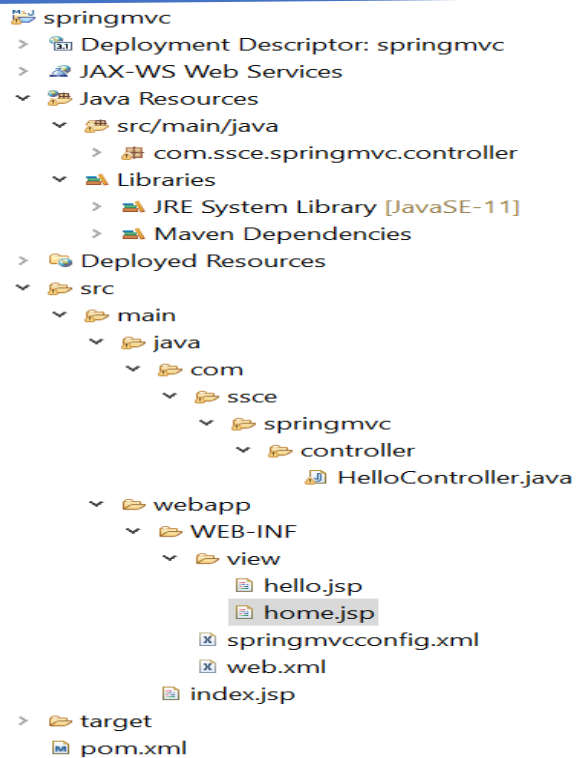 springmvc
Deployment Descriptor: springmvc
JAX-WS Web Services
Java Resources
src/main/java
com.ssce.springmvc.controller
Libraries
JRE System Library [JavaSE-11]
Maven Dependencies
Deployed Resources
src
main
java
com
ssce
springmvc
controller
HelloController.java
webapp
WEB-INF
view
hello.jsp
home.jsp
springmvcconfig.xml
web.xml
index.jsp
target
pom.xml